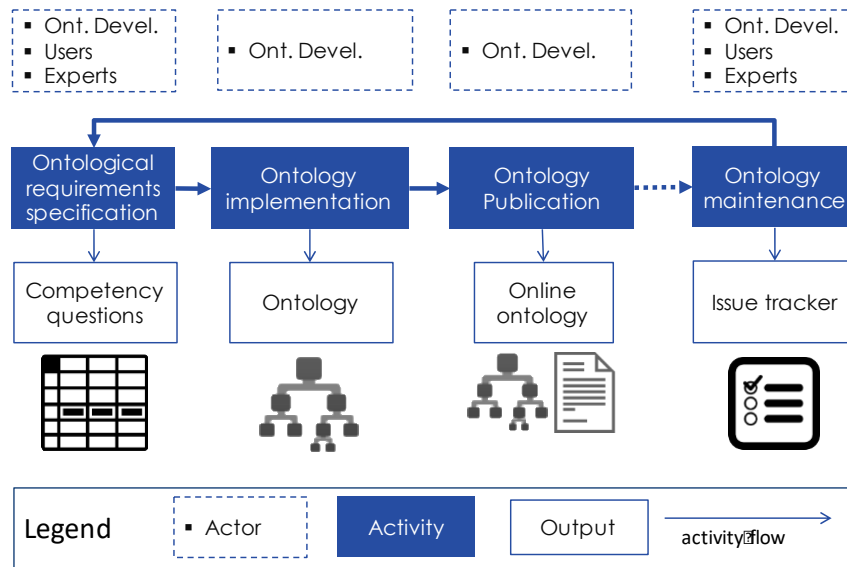 ▪ Ont. Devel.
▪ Users
▪ Experts
▪ Ont. Devel.
▪ Ont. Devel.
▪ Ont. Devel.
▪ Users
▪ Experts
Ontological
requirements
specification
Ontology
implementation
Ontology
Publication
Ontology
maintenance
Competency
questions
Ontology
Online
ontology
Issue tracker
Legend
▪ Actor
Activity
Output
activity flow